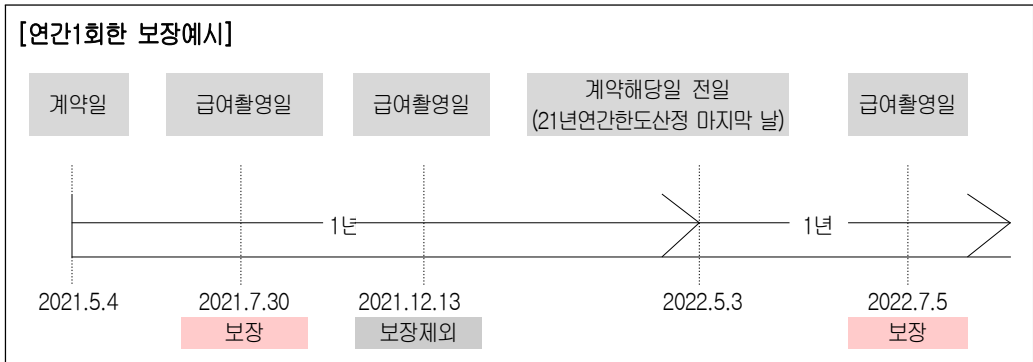 [연간1회한 보장예시]
계약일
급여촬영일
급여촬영일
계약해당일 전일
(21년연간한도산정 마지막 날)
급여촬영일
1년
1년
2021.5.4
2021.7.30
2021.12.13
2022.5.3
2022.7.5
보장
보장제외
보장